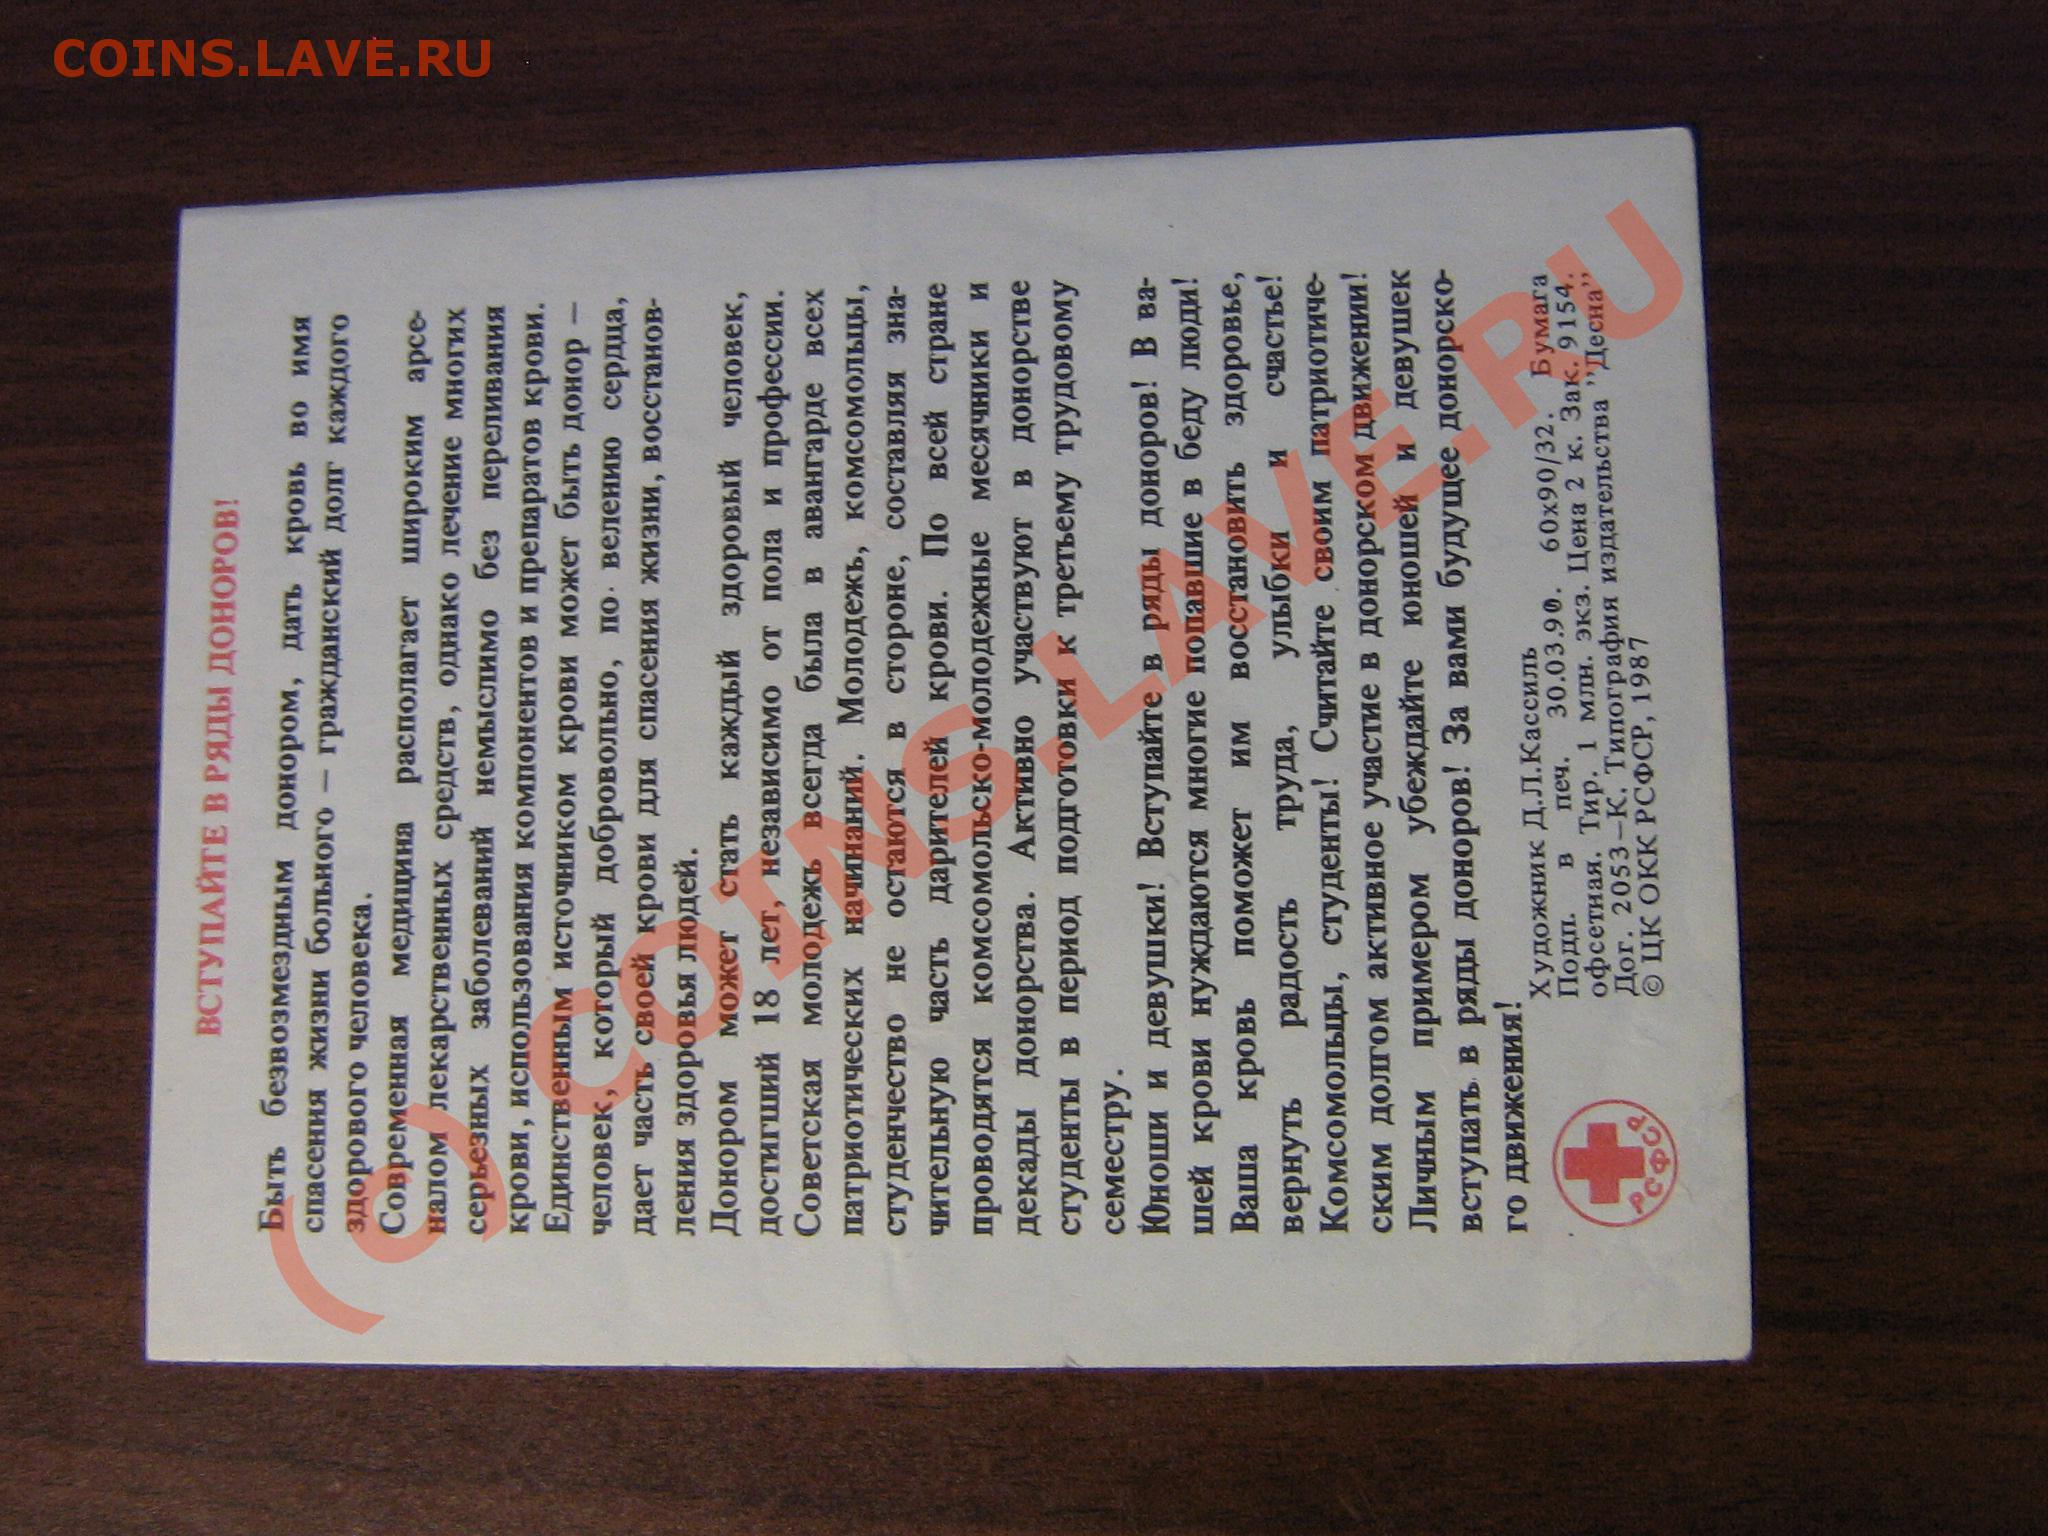 COINS.LAVE.RU
ВСТУПАЙТЕ В РЯДЫ ДОНОРОВ!
Быть безвозмездным донором, дать кровь во имя
спасения жизни больного – гражданский долг каждого
здорового человека.
Современная медицина располагает широким арсе-
налом лекарственных средств, однако лечение многих
серьезных заболеваний немыслимо без переливания
крови, использования компонентов и препаратов крови.
Единственным источником крови может быть донор –
человек, который добровольно, по велению сердца,
дает часть своей крови для спасения жизни, восстанов-
ления здоровья людей.
Донором может стать каждый здоровый человек,
достигший 18 лет, независимо от пола и профессии.
Советская молодежь всегда была в авангарде всех
патриотических начинаний. Молодежь, комсомольцы,
студенчество не остаются в стороне, составляя зна-
чительную часть дарителей крови. По всей стране
проводятся комсомольско-молодежные месячники и
декады донорства. Активно участвуют в донорстве
студенты в период подготовки к третьему трудовому
семестру.
Юноши и девушки! Вступайте в ряды доноров! В ва-
шей крови нуждаются многие попавшие в беду люди!
Ваша кровь поможет им восстановить здоровье,
вернуть радость труда, улыбки и счастье!
Комсомольцы, студенты! Считайте своим патриотиче-
ским долгом активное участие в донорском движении!
Личным примером убеждайте юношей и девушек
вступать в ряды доноров! За вами будущее донорско-
го движения!
Художник Д.Л.Кассиль
Подп. в печ. 30.03.90. 60х90/32. Бумага
офсетная. Тир. 1 млн. экз. Цена 2 к. Зак. 9154.
Дог. 2053–К. Типография издательства ,,Десна,,
© ЦК ОКК РСФСР, 1987
РСФСР
(c) COINS.LAVE.RU